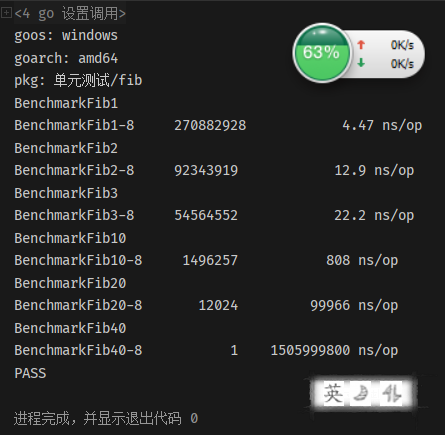 <4 go 设置调用>
goos: windows
goarch: amd64
pkg: 单元测试/fib
BenchmarkFib1
BenchmarkFib1-8 270882928 4.47 ns/op
BenchmarkFib2
BenchmarkFib2-8 92343919 12.9 ns/op
BenchmarkFib3
BenchmarkFib3-8 54564552 22.2 ns/op
BenchmarkFib10
BenchmarkFib10-8 1496257 808 ns/op
BenchmarkFib20
BenchmarkFib20-8 12024 99966 ns/op
BenchmarkFib40
BenchmarkFib40-8 1 1505999800 ns/op
PASS
进程完成，并显示退出代码 0
63%
0K/s
0K/s
英